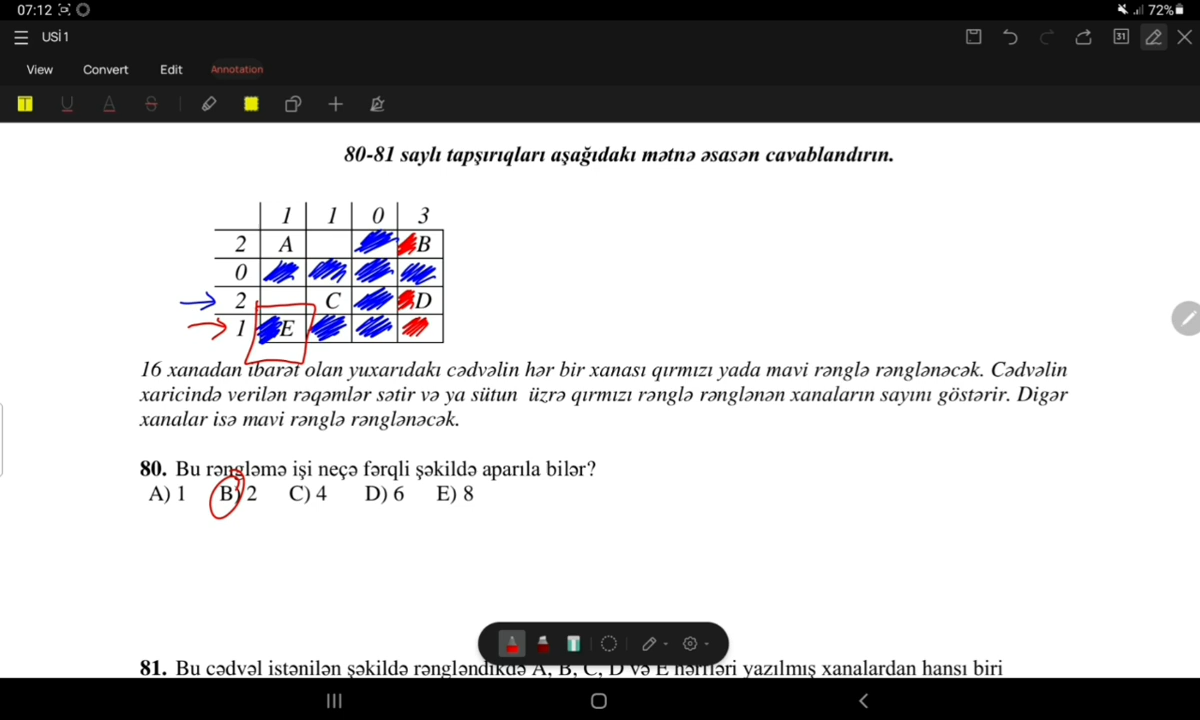 07:12 72%
USİ 1 31
View Convert Edit Annotation
T U A S
80-81 saylı tapşırıqları aşağıdakı mətnə əsasən cavablandırın.
1 1 0 3
2 A B
0
2 C D
1 E
16 xanadan ibarət olan yuxarıdakı cədvəlin hər bir xanası qırmızı yada mavi rənglə rənglənəcək. Cədvəlin
xaricində verilən rəqəmlər sətir və ya sütun üzrə qırmızı rənglə rənglənən xanaların sayını göstərir. Digər
xanalar isə mavi rənglə rənglənəcək.
80. Bu rəngləmə işi neçə fərqli şəkildə aparıla bilər?
A) 1 B) 2 C) 4 D) 6 E) 8
81. Bu cədvəl istənilən şəkildə rəngləndikdə A, B, C, D və E hərfləri yazılmış xanalardan hansı biri